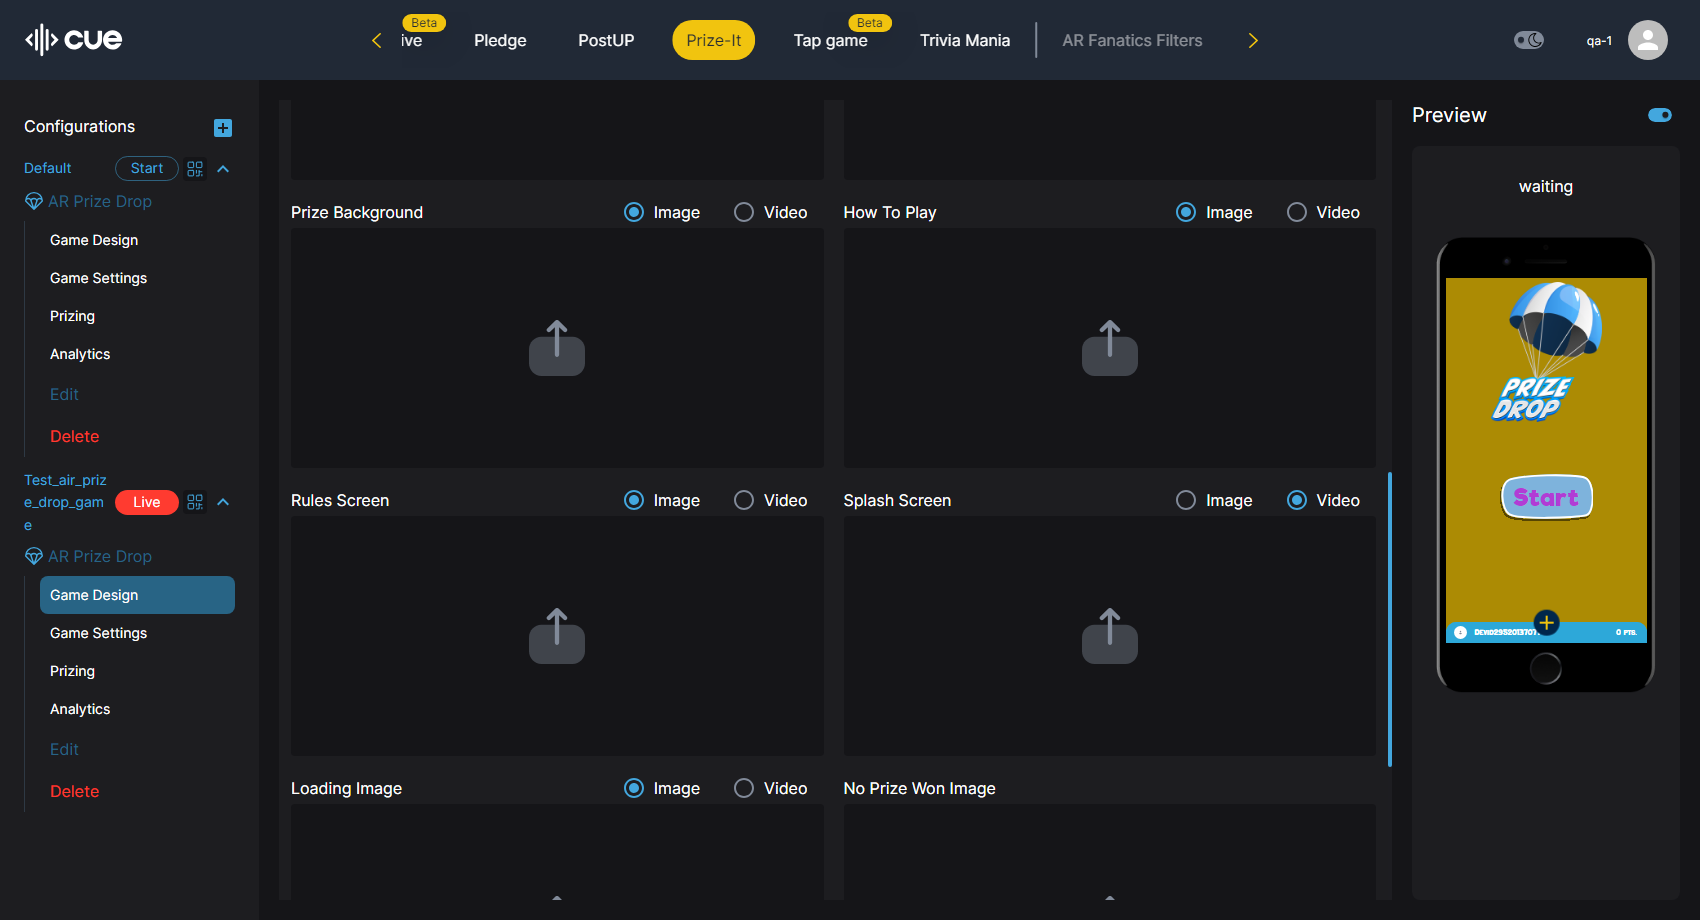 cue
Beta
ive
Pledge
PostUP
Prize-It
Beta
Tap game
Trivia Mania
AR Fanatics Filters
qa-1
Configurations
Default
Start
AR Prize Drop
Game Design
Game Settings
Prizing
Analytics
Edit
Delete
Test_air_priz
e_drop_gam
e
Live
AR Prize Drop
Game Design
Game Settings
Prizing
Analytics
Edit
Delete
Prize Background
Image
Video
How To Play
Image
Video
Rules Screen
Image
Video
Splash Screen
Image
Video
Loading Image
Image
Video
No Prize Won Image
Preview
waiting
PRIZE
DROP
Start
0 PTS.